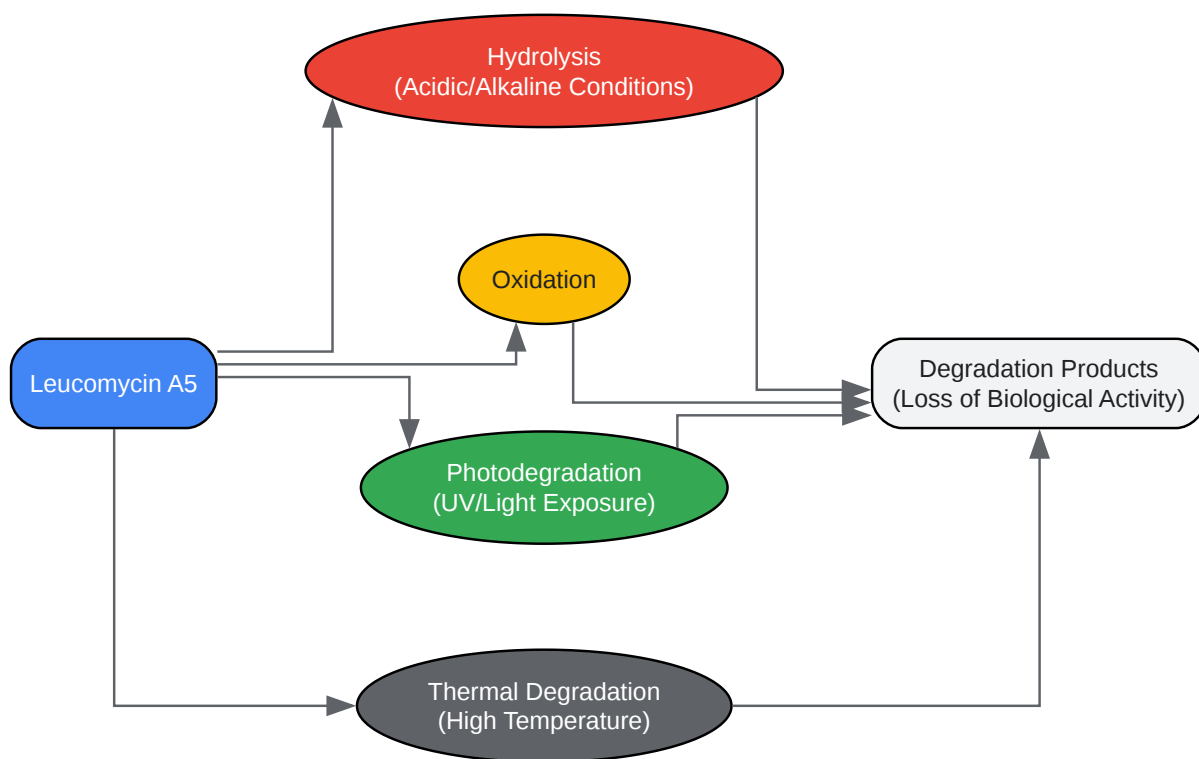 Hydrolysis
(Acidic/Alkaline Conditions)
Oxidation
Leucomycin A5
Degradation Products
(Loss of Biological Activity)
Photodegradation
(UV/Light Exposure)
Thermal Degradation
(High Temperature)